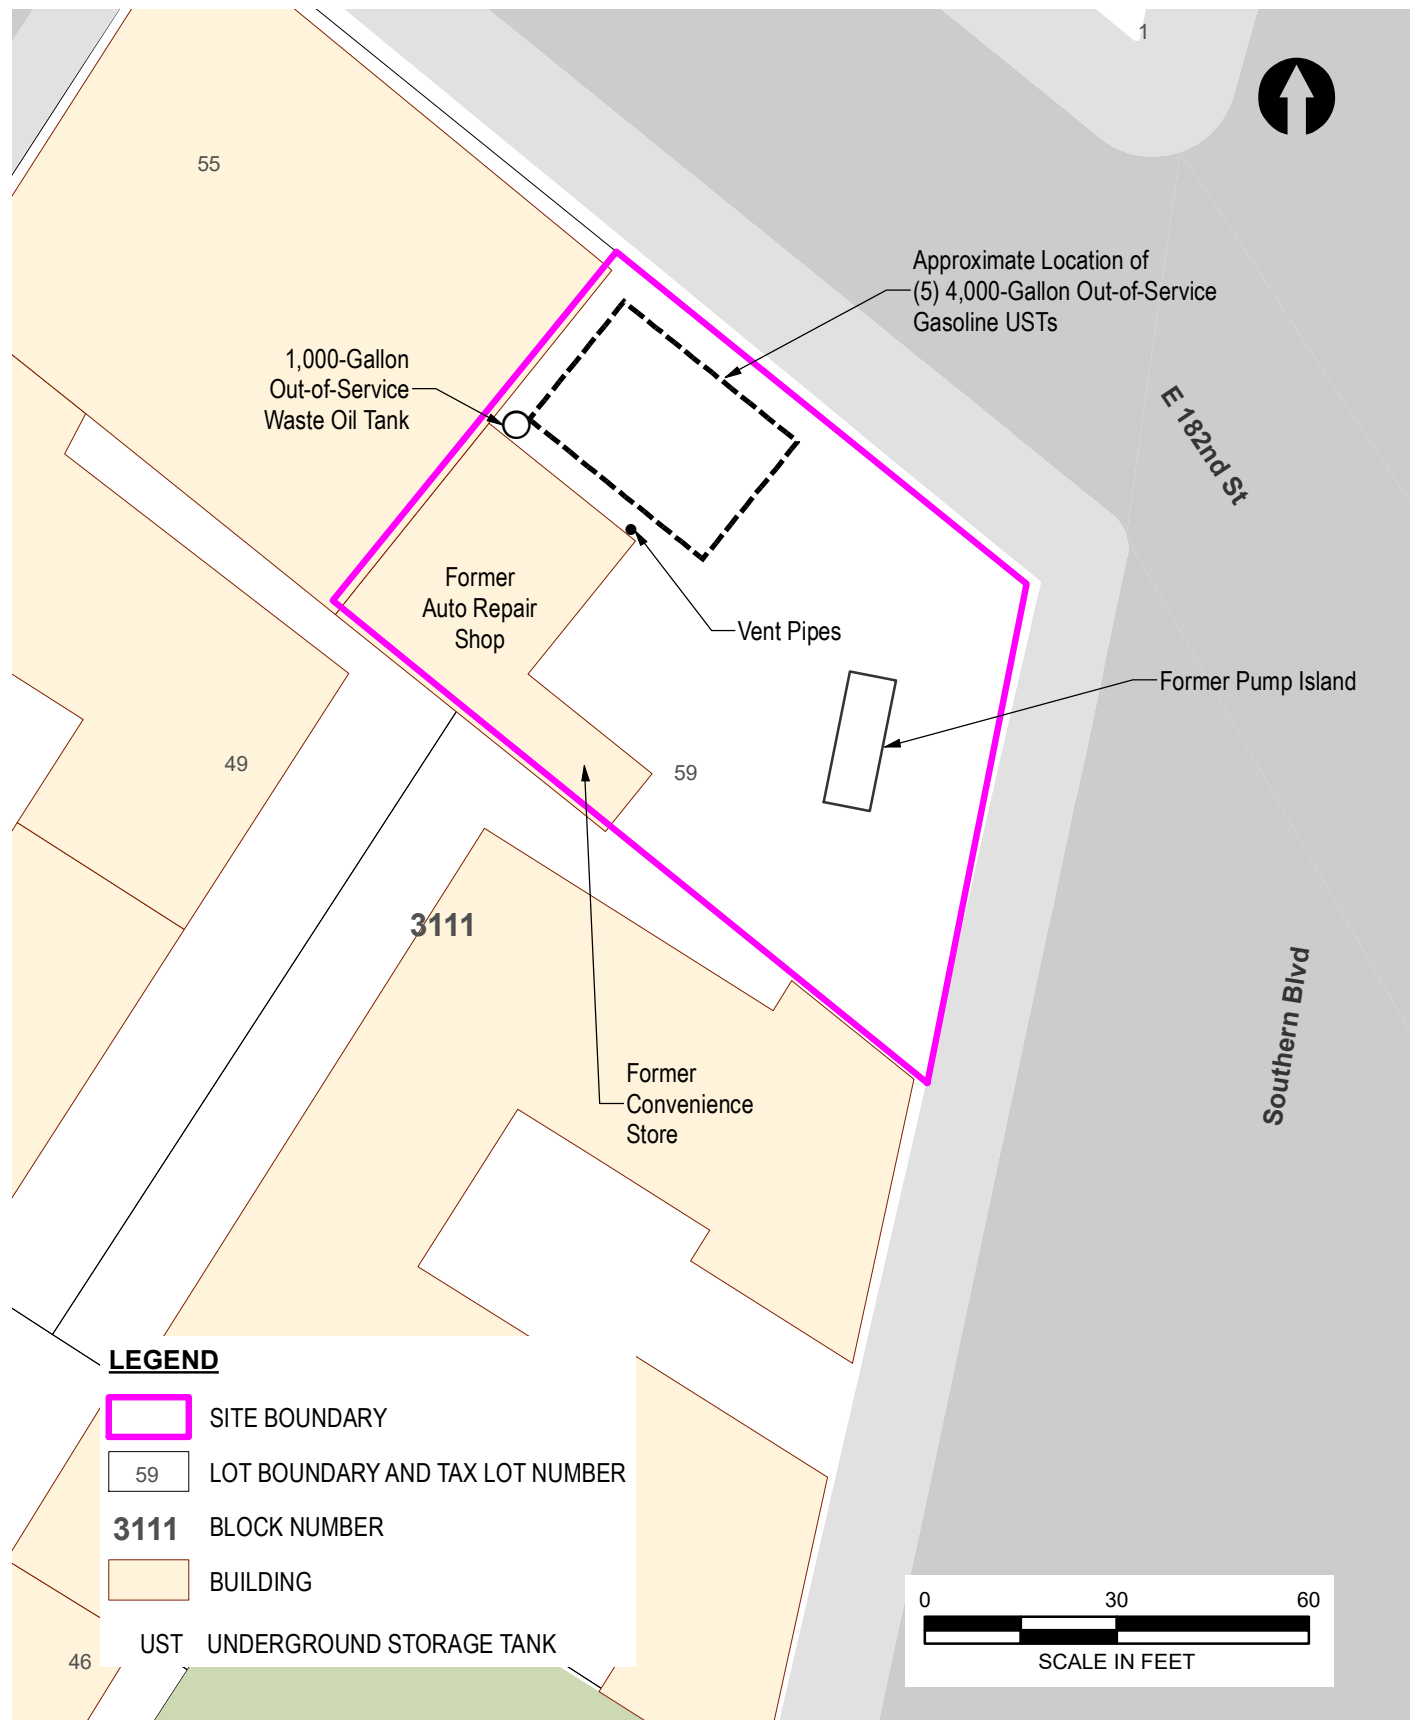 1
55
Approximate Location of
(5) 4,000-Gallon Out-of-Service
Gasoline USTs
1,000-Gallon
Out-of-Service
Waste Oil Tank
E 182nd St
Former
Auto Repair
Shop
Vent Pipes
Former Pump Island
49
59
3111
Southern Blvd
Former
Convenience
Store
LEGEND
SITE BOUNDARY
59 LOT BOUNDARY AND TAX LOT NUMBER
3111 BLOCK NUMBER
BUILDING
UST UNDERGROUND STORAGE TANK
46
0 30 60
SCALE IN FEET